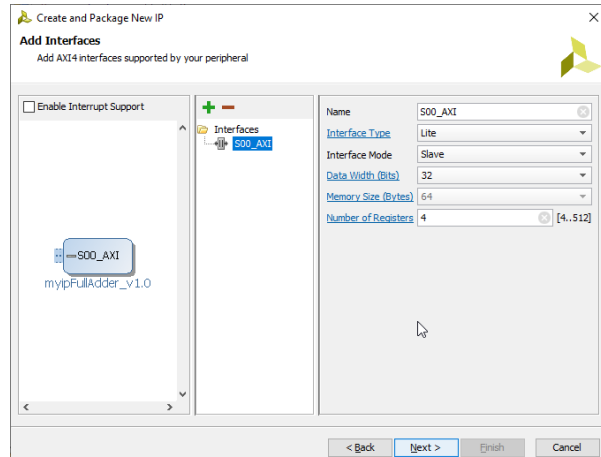 Create and Package New IP
Add Interfaces
Add AXI4 interfaces supported by your peripheral
Enable Interrupt Support
S00_AXI
myipFullAdder_v1.0
Interfaces
S00_AXI
Name S00_AXI
Interface Type Lite
Interface Mode Slave
Data Width (Bits) 32
Memory Size (Bytes) 64
Number of Registers 4 [4..512]
< Back Next > Finish Cancel